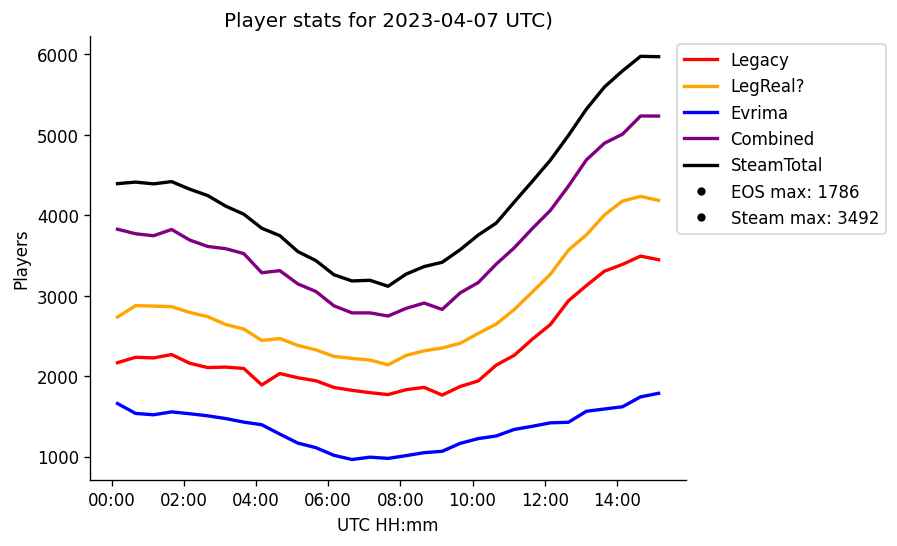 Player stats for 2023-04-07 UTC)
6000
5000
4000
3000
2000
1000
Players
00:00 02:00 04:00 06:00 08:00 10:00 12:00 14:00
UTC HH:mm
Legacy
LegReal?
Evrima
Combined
SteamTotal
EOS max: 1786
Steam max: 3492